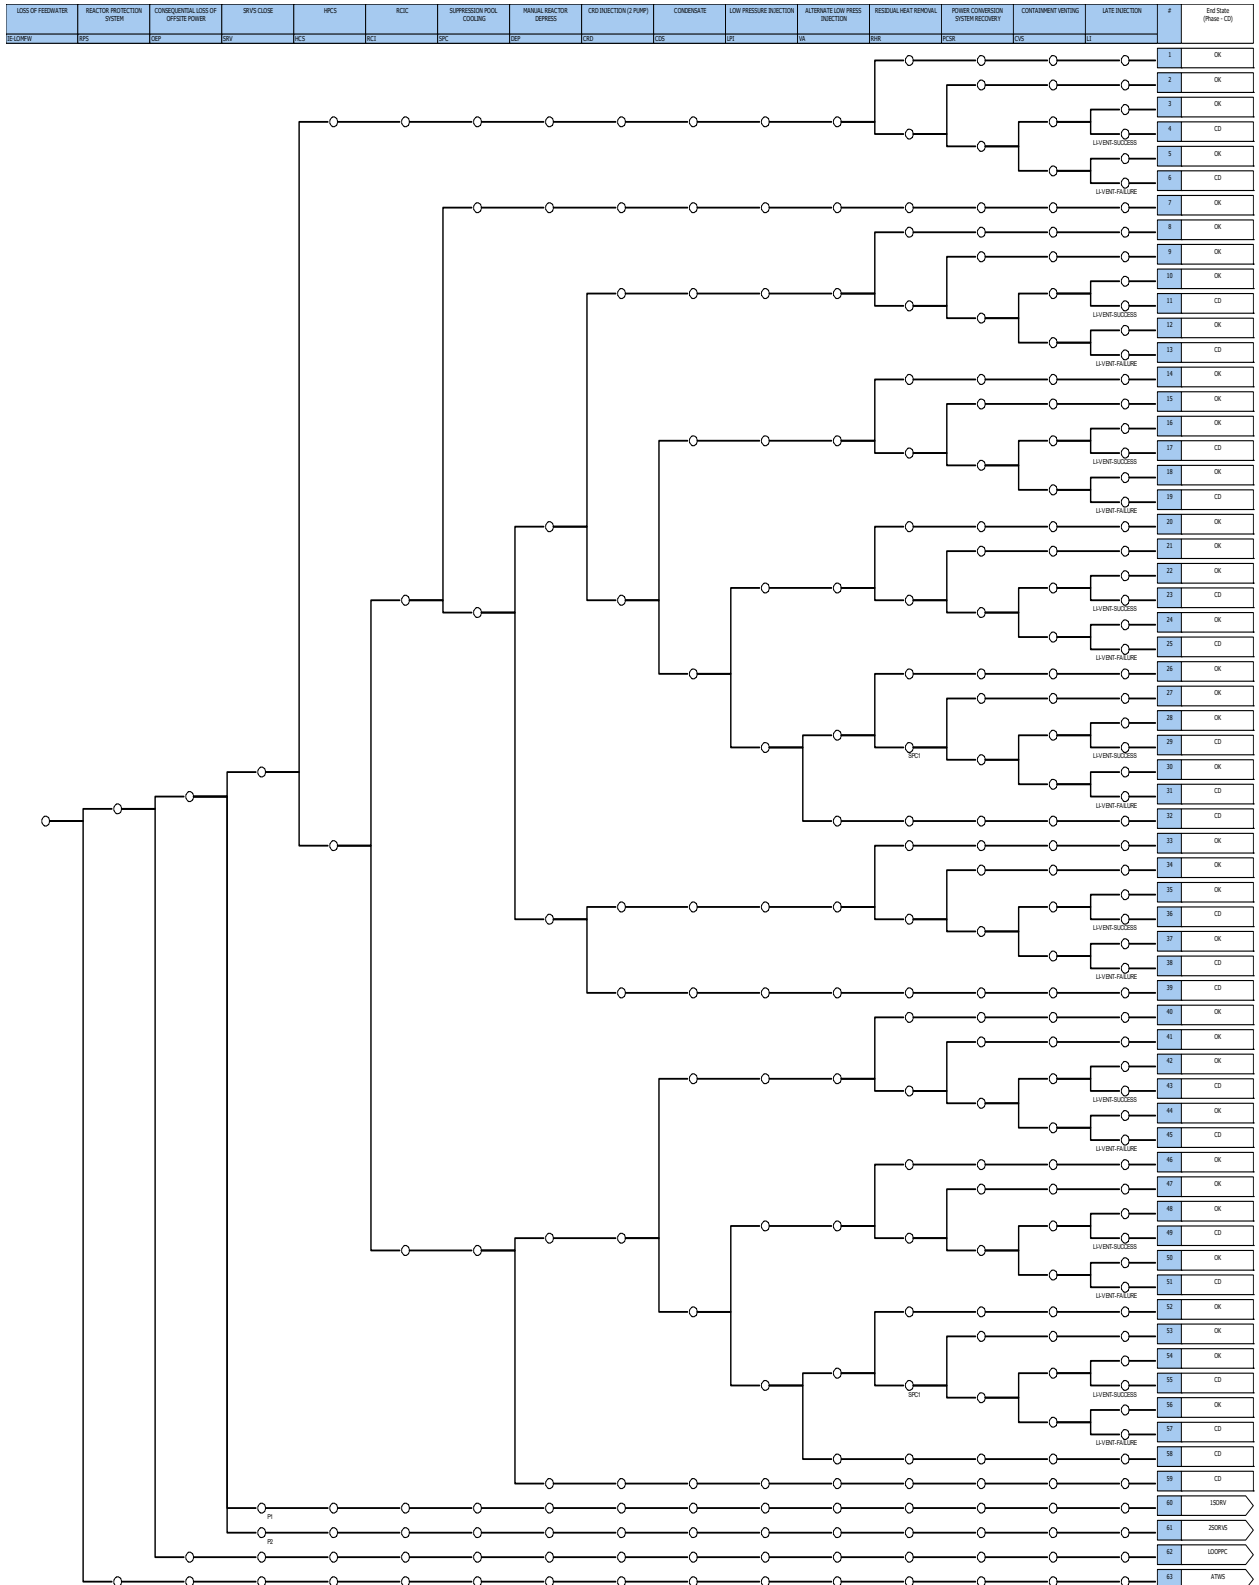 LOSS OF FEEDWATER
REACTOR PROTECTION
SYSTEM
CONSEQUENTIAL LOSS OF
OFFSITE POWER
SRVS CLOSE
HPCS
RCIC
SUPPRESSION POOL
COOLING
MANUAL REACTOR
DEPRESS
CRD INJECTION (2 PUMP)
CONDENSATE
LOW PRESSURE INJECTION
ALTERNATE LOW PRESS
INJECTION
RESIDUAL HEAT REMOVAL
POWER CONVERSION
SYSTEM RECOVERY
CONTAINMENT VENTING
LATE INJECTION
#
End State
(Phase - CD)
IE-LOMFW
RPS
OEP
SRV
HCS
RCI
SPC
DEP
CRD
CDS
LPI
VA
RHR
PCSR
CVS
LI
1 OK
2 OK
3 OK
4 CD
LI-VENT-SUCCESS
5 OK
6 CD
LI-VENT-FAILURE
7 OK
8 OK
9 OK
10 OK
11 CD
LI-VENT-SUCCESS
12 OK
13 CD
LI-VENT-FAILURE
14 OK
15 OK
16 OK
17 CD
LI-VENT-SUCCESS
18 OK
19 CD
LI-VENT-FAILURE
20 OK
21 OK
22 OK
23 CD
LI-VENT-SUCCESS
24 OK
25 CD
LI-VENT-FAILURE
26 OK
27 OK
28 OK
29 CD
SPC1
LI-VENT-SUCCESS
30 OK
31 CD
LI-VENT-FAILURE
32 CD
33 OK
34 OK
35 OK
36 CD
LI-VENT-SUCCESS
37 OK
38 CD
LI-VENT-FAILURE
39 CD
40 OK
41 OK
42 OK
43 CD
LI-VENT-SUCCESS
44 OK
45 CD
LI-VENT-FAILURE
46 OK
47 OK
48 OK
49 CD
LI-VENT-SUCCESS
50 OK
51 CD
LI-VENT-FAILURE
52 OK
53 OK
54 OK
55 CD
SPC1
LI-VENT-SUCCESS
56 OK
57 CD
LI-VENT-FAILURE
58 CD
59 CD
60 1SORV
P1
61 2SORVS
P2
62 LOOPPC
63 ATWS